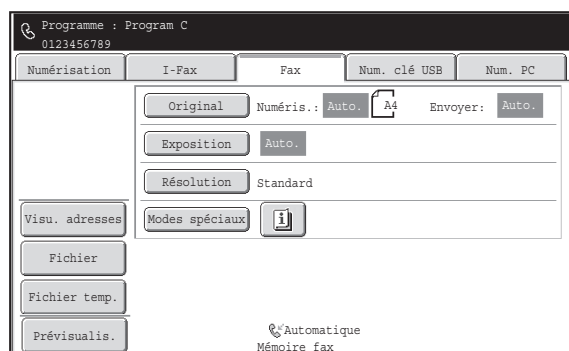 Programme : Program C
0123456789
Numérisation I-Fax Fax Num. clé USB Num. PC
Original Numéris.: Auto. A4 Envoyer: Auto.
Exposition Auto.
Résolution Standard
Visu. adresses Modes spéciaux
Fichier
Fichier temp.
Prévisualis. Automatique
Mémoire fax